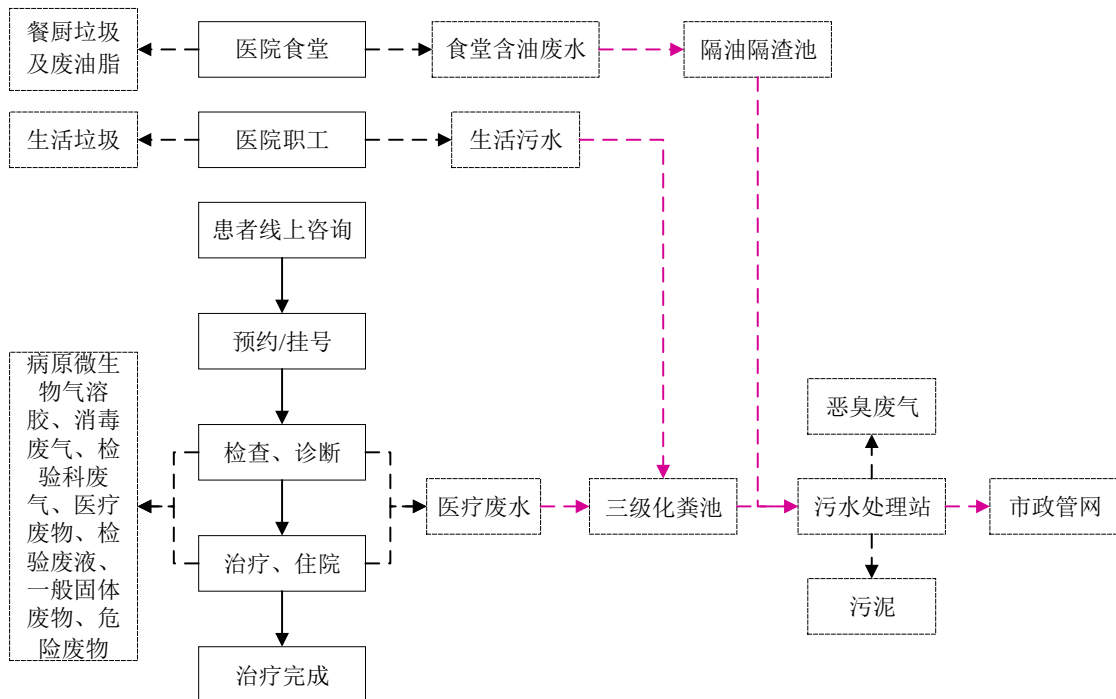 餐厨垃圾
及废油脂
医院食堂
食堂含油废水
隔油隔渣池
生活垃圾
医院职工
生活污水
患者线上咨询
预约/挂号
病原微生
物气溶
胶、消毒
废气、检
验科废
气、医疗
废物、检
验废液、
一般固体
废物、危
险废物
检查、诊断
治疗、住院
治疗完成
医疗废水
三级化粪池
恶臭废气
污水处理站
市政管网
污泥